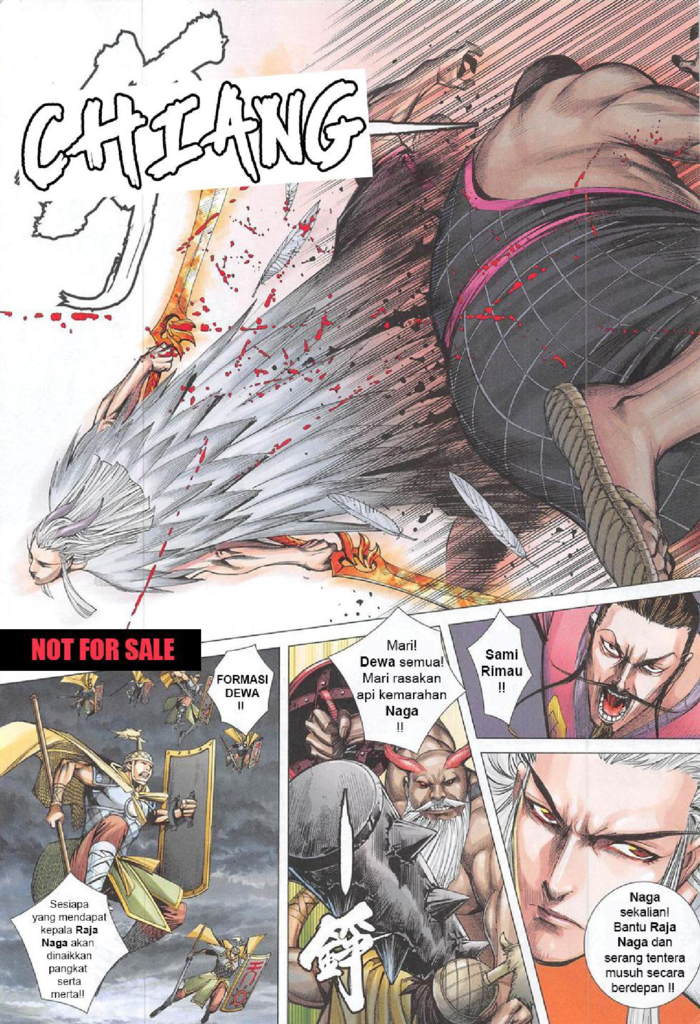 CHIANG
NOT FOR SALE
FORMASI
DEWA
!!
Mari!
Dewa semua!
Mari rasakan
api kemarahan
Naga
!!
Sami
Rimau
!!
Sesiapa
yang mendapat
kepala Raja
Naga akan
dinaikkan
pangkat
serta
merta!!
一
錚
Naga
sekalian!
Bantu Raja
Naga dan
serang tentera
musuh secara
berdepan !!